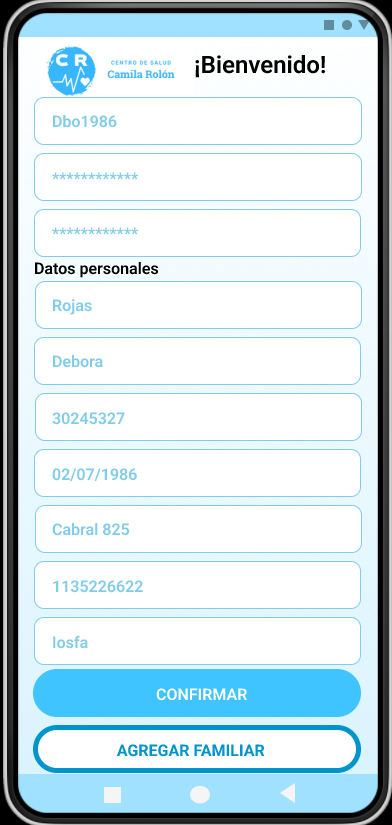 CR
CENTRO DE SALUD
Camila Rolón
¡Bienvenido!
Dbo1986
************
************
Datos personales
Rojas
Debora
30245327
02/07/1986
Cabral 825
1135226622
Iosfa
CONFIRMAR
AGREGAR FAMILIAR